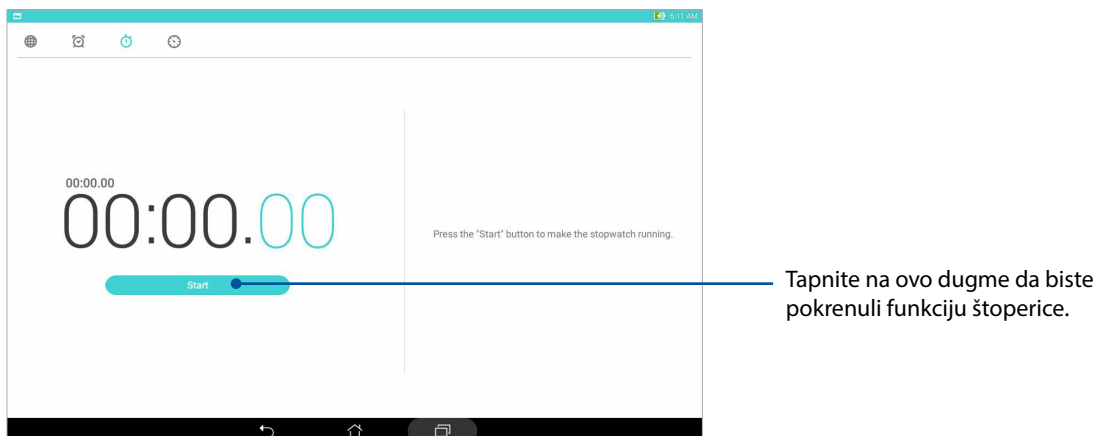 6:11 AM
00:00.00
00:00.00
Start
Press the "Start" button to make the stopwatch running.
Tapnite na ovo dugme da biste
pokrenuli funkciju štoperice.